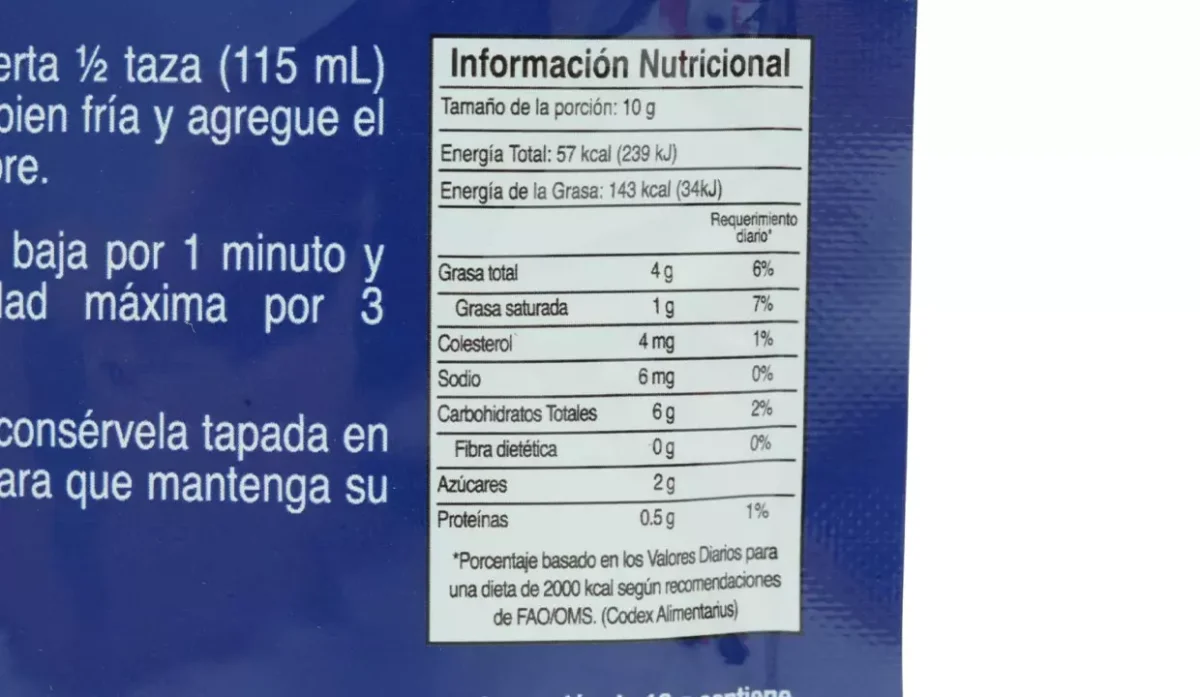 erta ½ taza (115 mL)
bien fría y agregue el
re.
baja por 1 minuto y
dad máxima por 3
consérvela tapada en
ara que mantenga su
Información Nutricional
Tamaño de la porción: 10 g
Energía Total: 57 kcal (239 kJ)
Energía de la Grasa: 143 kcal (34kJ)
Requerimiento
diario*
Grasa total 4 g 6%
Grasa saturada 1 g 7%
Colesterol 4 mg 1%
Sodio 6 mg 0%
Carbohidratos Totales 6 g 2%
Fibra dietética 0 g 0%
Azúcares 2 g
Proteínas 0.5 g 1%
*Porcentaje basado en los Valores Diarios para
una dieta de 2000 kcal según recomendaciones
de FAO/OMS. (Codex Alimentarius)